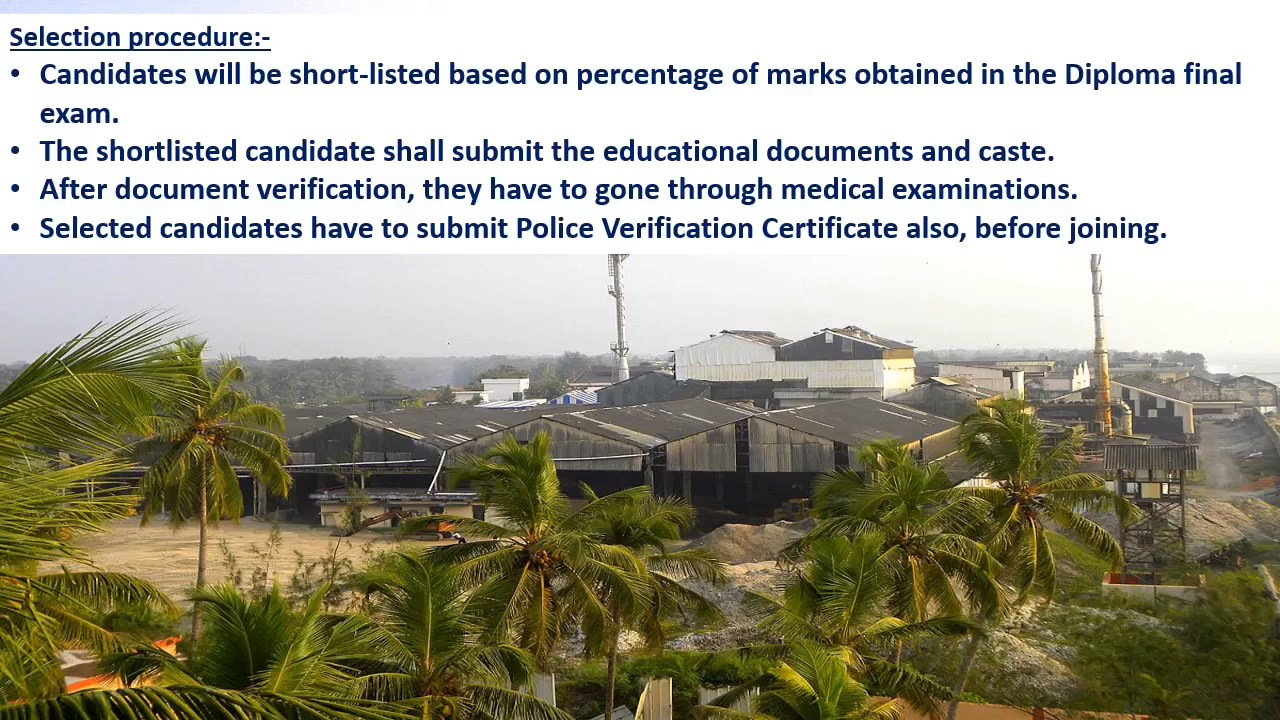 Selection procedure:-
• Candidates will be short-listed based on percentage of marks obtained in the Diploma final
exam.
• The shortlisted candidate shall submit the educational documents and caste.
• After document verification, they have to gone through medical examinations.
• Selected candidates have to submit Police Verification Certificate also, before joining.